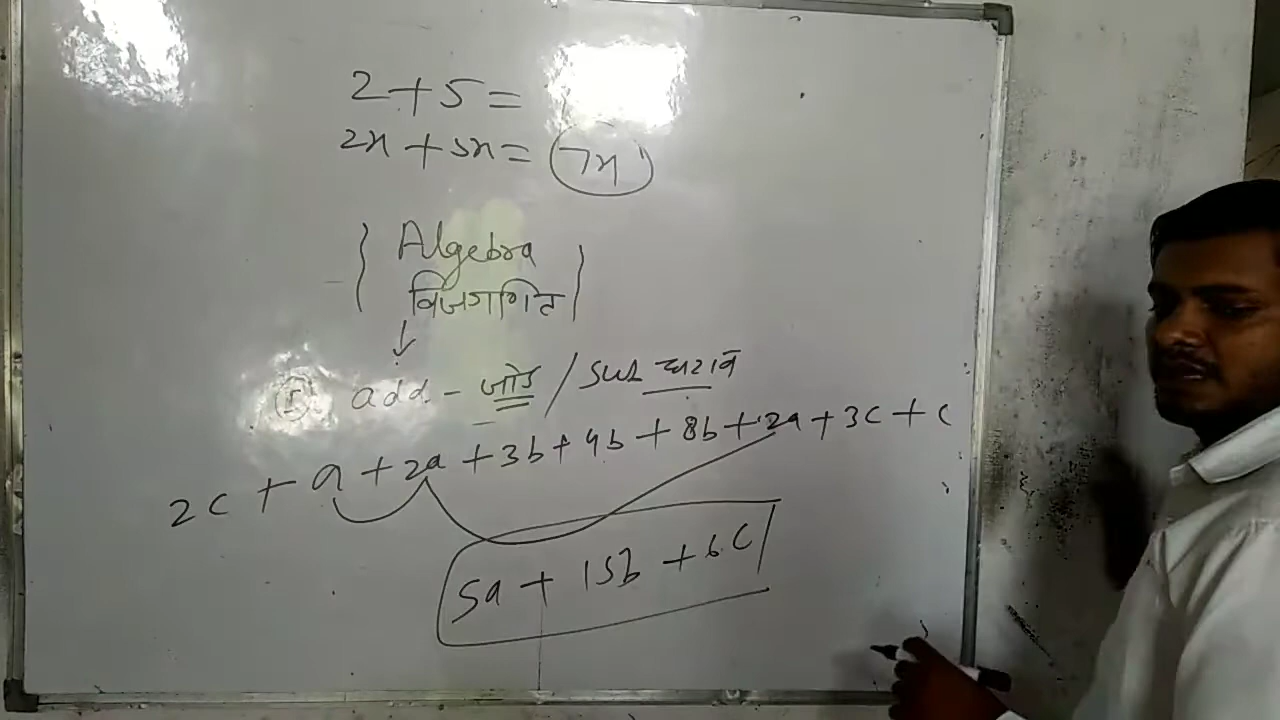 2+5=
2x+5x= 7x
{ Algebra
विजगणित }
↓
(I) add - जोड / Sub घटाव
2c + a + 2a + 3b + 4b + 8b + 2a + 3c + c
5a + 15b + 6c